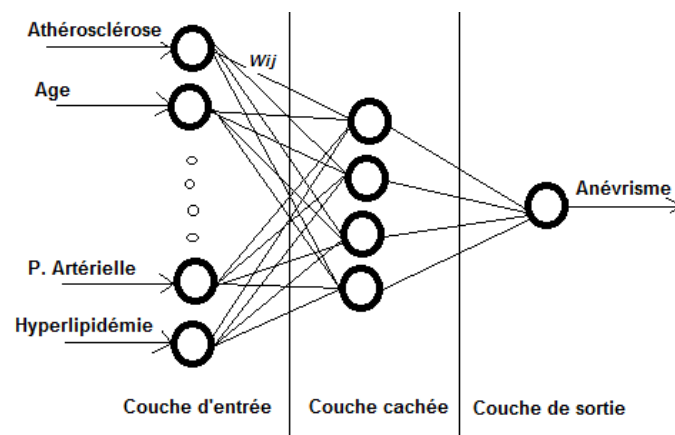 Athérosclérose
Wij
Age
Anévrisme
P. Artérielle
Hyperlipidémie
Couche d'entrée
Couche cachée
Couche de sortie